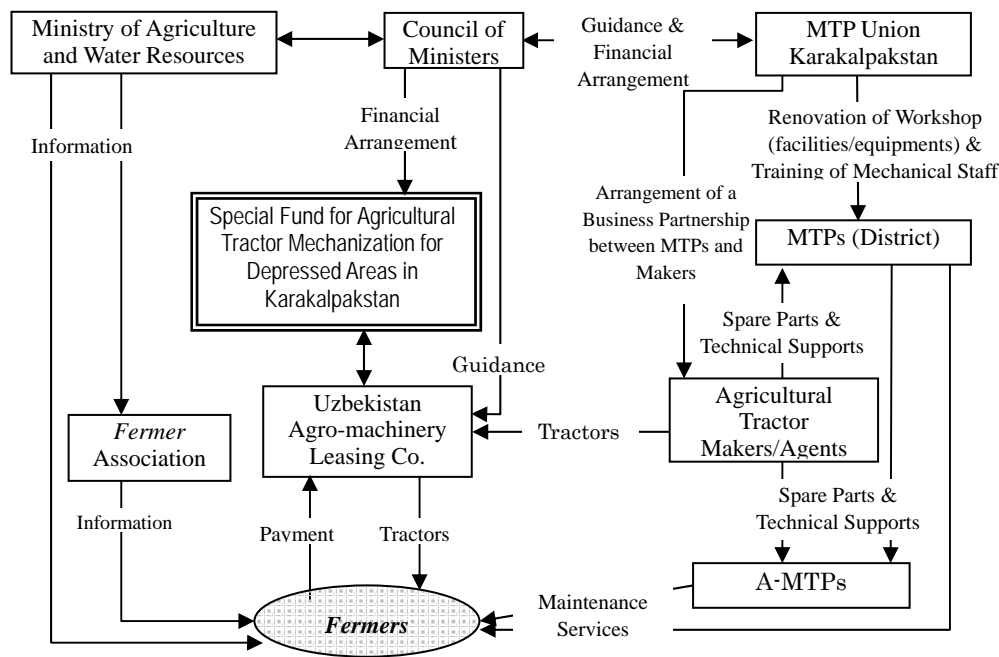 Ministry of Agriculture
and Water Resources
Council of
Ministers
Guidance &
Financial
Arrangement
MTP Union
Karakalpakstan
Information
Financial
Arrangement
Renovation of Workshop
(facilities/equipments) &
Training of Mechanical Staff
Arrangement of a
Business Partnership
between MTPs and
Makers
Special Fund for Agricultural
Tractor Mechanization for
Depressed Areas in
Karakalpakstan
MTPs (District)
Spare Parts &
Technical Supports
Guidance
Fermer
Association
Uzbekistan
Agro-machinery
Leasing Co.
Tractors
Agricultural
Tractor
Makers/Agents
Information
Payment
Tractors
Spare Parts &
Technical Supports
A-MTPs
Fermers
Maintenance
Services